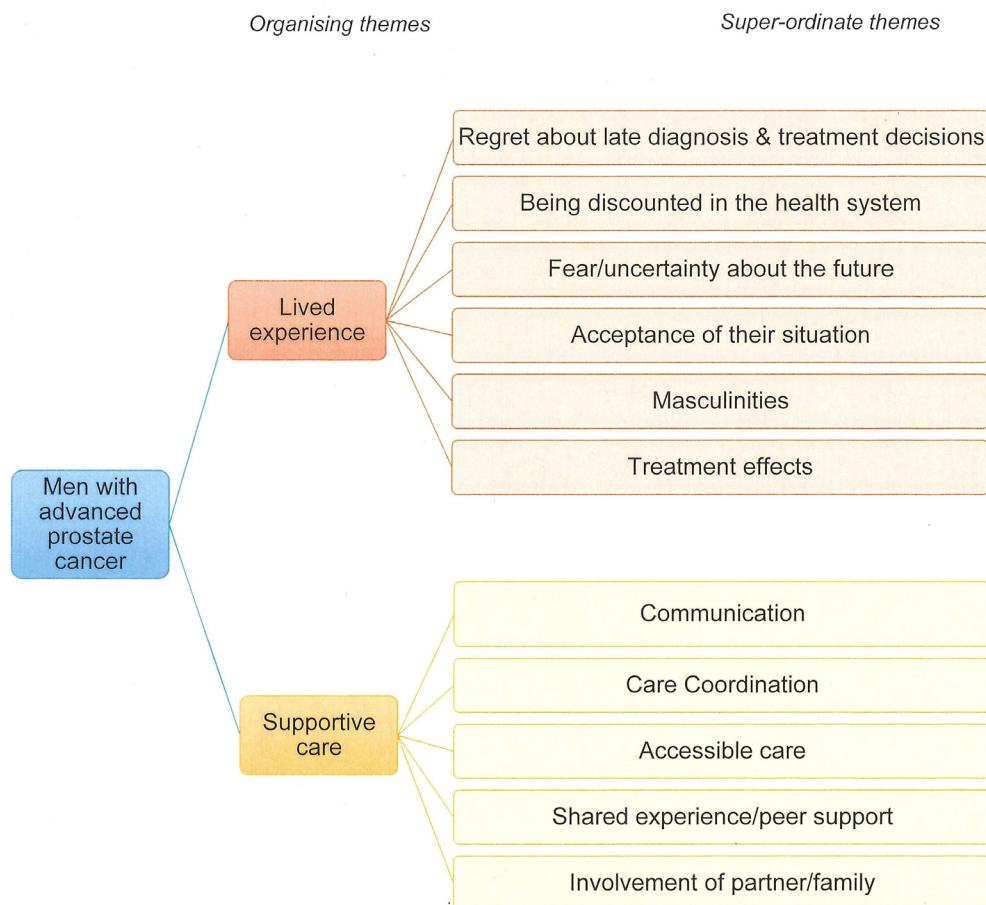 Organising themes
Super-ordinate themes
Regret about late diagnosis & treatment decisions
Being discounted in the health system
Fear/uncertainty about the future
Lived
experience
Acceptance of their situation
Masculinities
Treatment effects
Men with
advanced
prostate
cancer
Communication
Care Coordination
Supportive
care
Accessible care
Shared experience/peer support
Involvement of partner/family